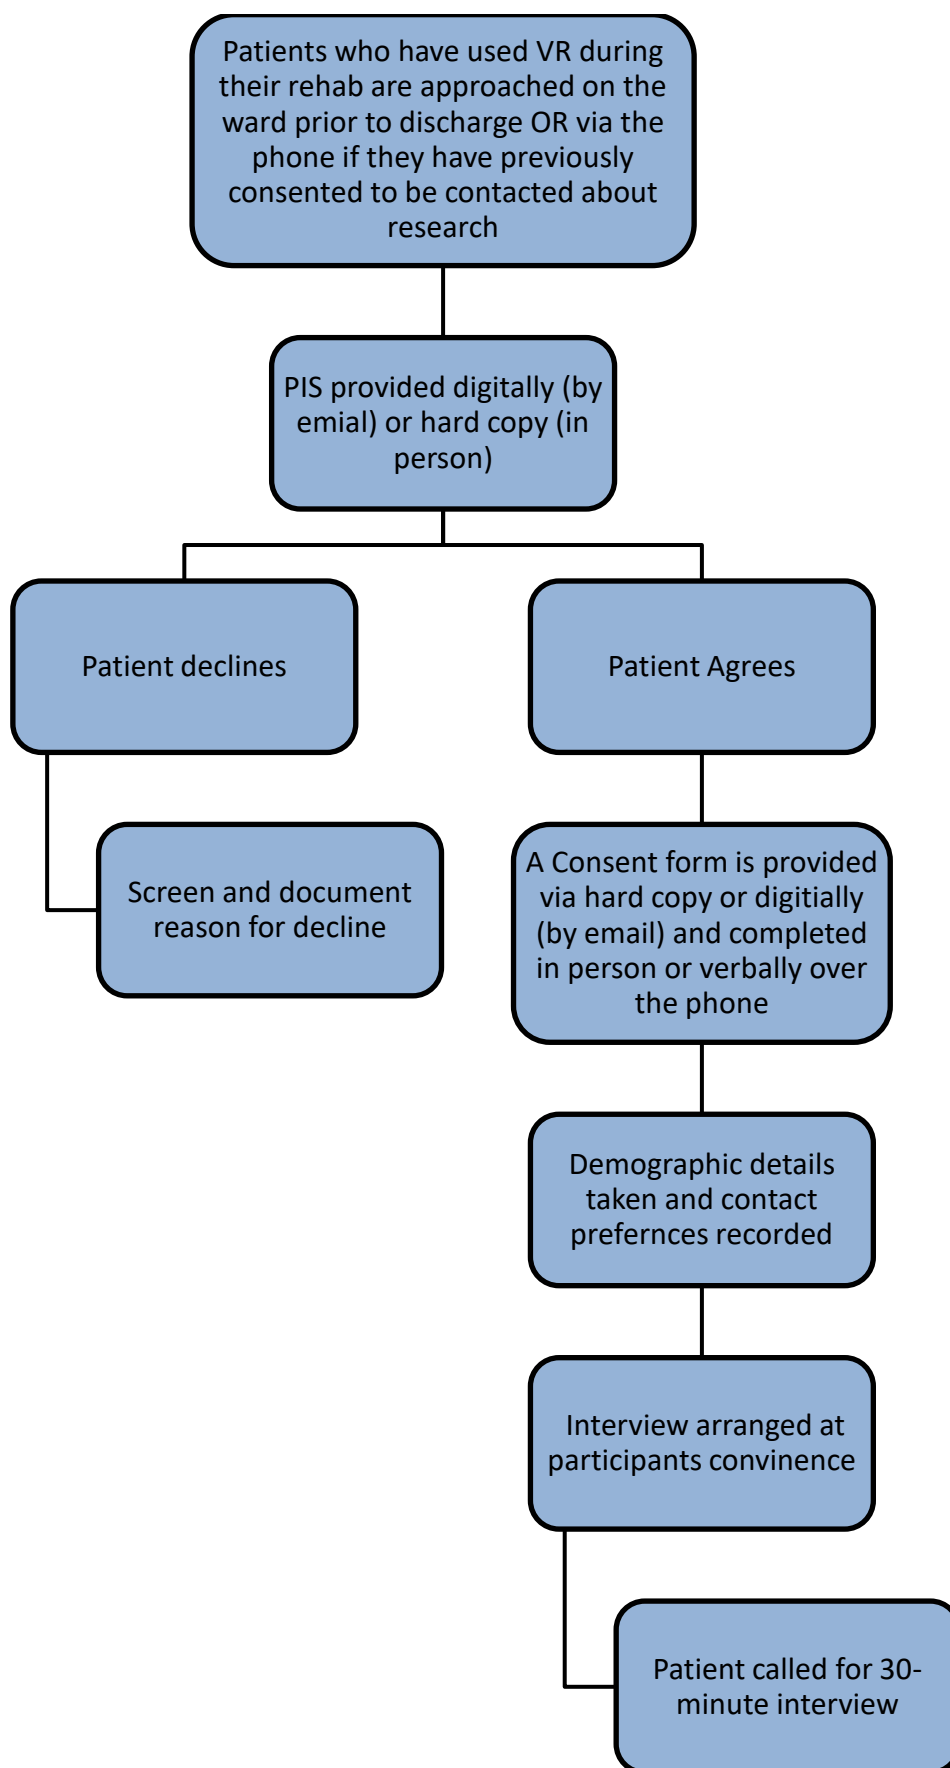 Patients who have used VR during
their rehab are approached on the
ward prior to discharge OR via the
phone if they have previously
consented to be contacted about
research
PIS provided digitally (by
emial) or hard copy (in
person)
Patient declines
Patient Agrees
Screen and document
reason for decline
A Consent form is provided
via hard copy or digitially
(by email) and completed
in person or verbally over
the phone
Demographic details
taken and contact
prefernces recorded
Interview arranged at
participants convinence
Patient called for 30-
minute interview